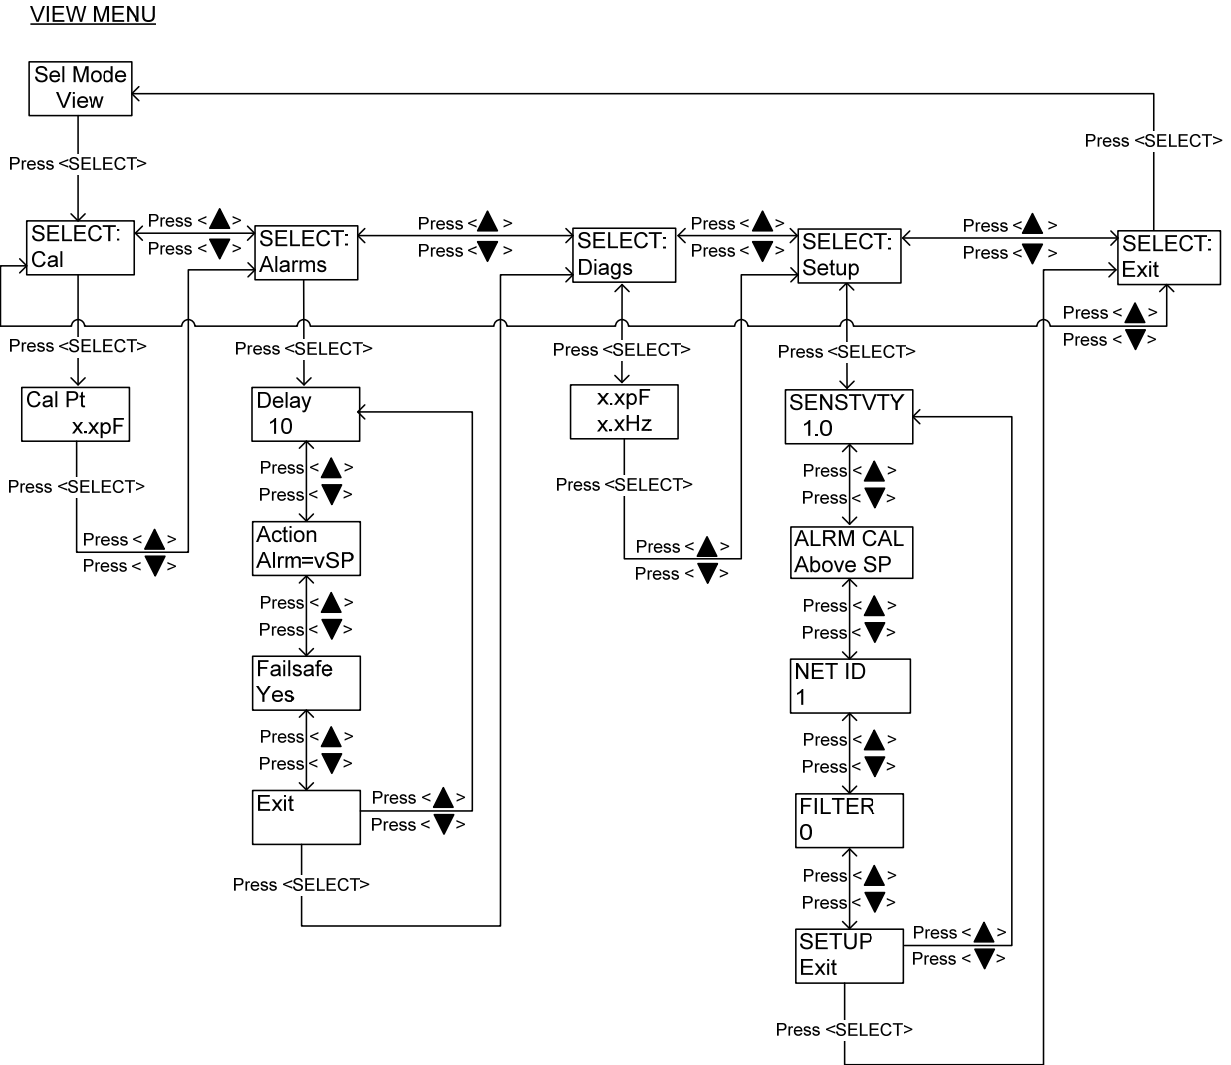 VIEW MENU
Sel Mode
View
Press <SELECT>
Press <SELECT>
SELECT:
Cal
Press <▲>
Press <▼>
SELECT:
Alarms
Press <▲>
Press <▼>
SELECT:
Diags
Press <▲>
Press <▼>
SELECT:
Setup
Press <▲>
Press <▼>
SELECT:
Exit
Press <▲>
Press <▼>
Press <SELECT>
Press <SELECT>
Press <SELECT>
Press <SELECT>
Cal Pt
x.xpF
Press <SELECT>
Press <▲>
Press <▼>
Delay
10
Press <▲>
Press <▼>
Action
Alrm=vSP
Press <▲>
Press <▼>
Failsafe
Yes
Press <▲>
Press <▼>
Exit
Press <▲>
Press <▼>
Press <SELECT>
x.xpF
x.xHz
Press <SELECT>
Press <▲>
Press <▼>
SENSTVTY
1.0
Press <▲>
Press <▼>
ALRM CAL
Above SP
Press <▲>
Press <▼>
NET ID
1
Press <▲>
Press <▼>
FILTER
0
Press <▲>
Press <▼>
SETUP
Exit
Press <▲>
Press <▼>
Press <SELECT>